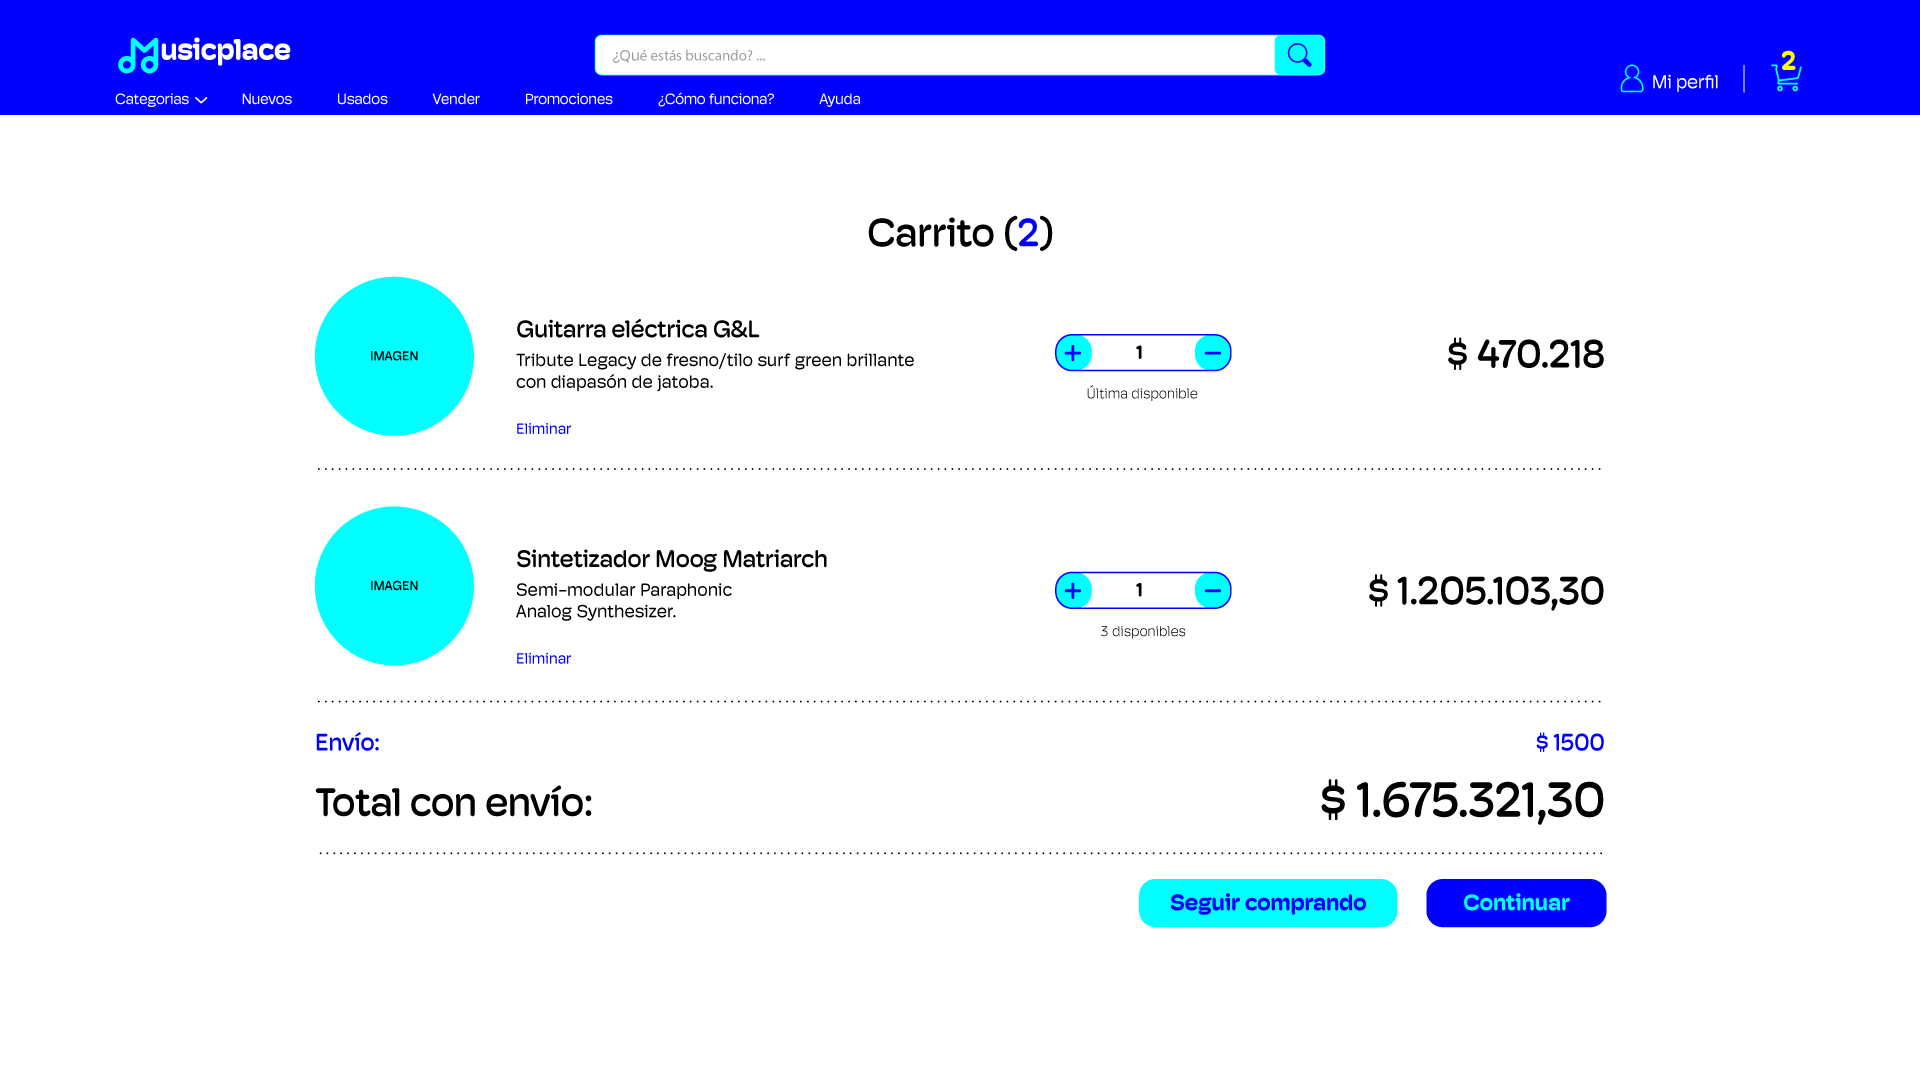 Musicplace
¿Qué estás buscando? ...
2
Mi perfil
Categorias Nuevos Usados Vender Promociones ¿Cómo funciona? Ayuda
Carrito (2)
IMAGEN
Guitarra eléctrica G&L
Tribute Legacy de fresno/tilo surf green brillante
con diapasón de jatoba.
Eliminar
+ 1 −
Última disponible
$ 470.218
IMAGEN
Sintetizador Moog Matriarch
Semi-modular Paraphonic
Analog Synthesizer.
Eliminar
+ 1 −
3 disponibles
$ 1.205.103,30
Envío: $ 1500
Total con envío: $ 1.675.321,30
Seguir comprando Continuar